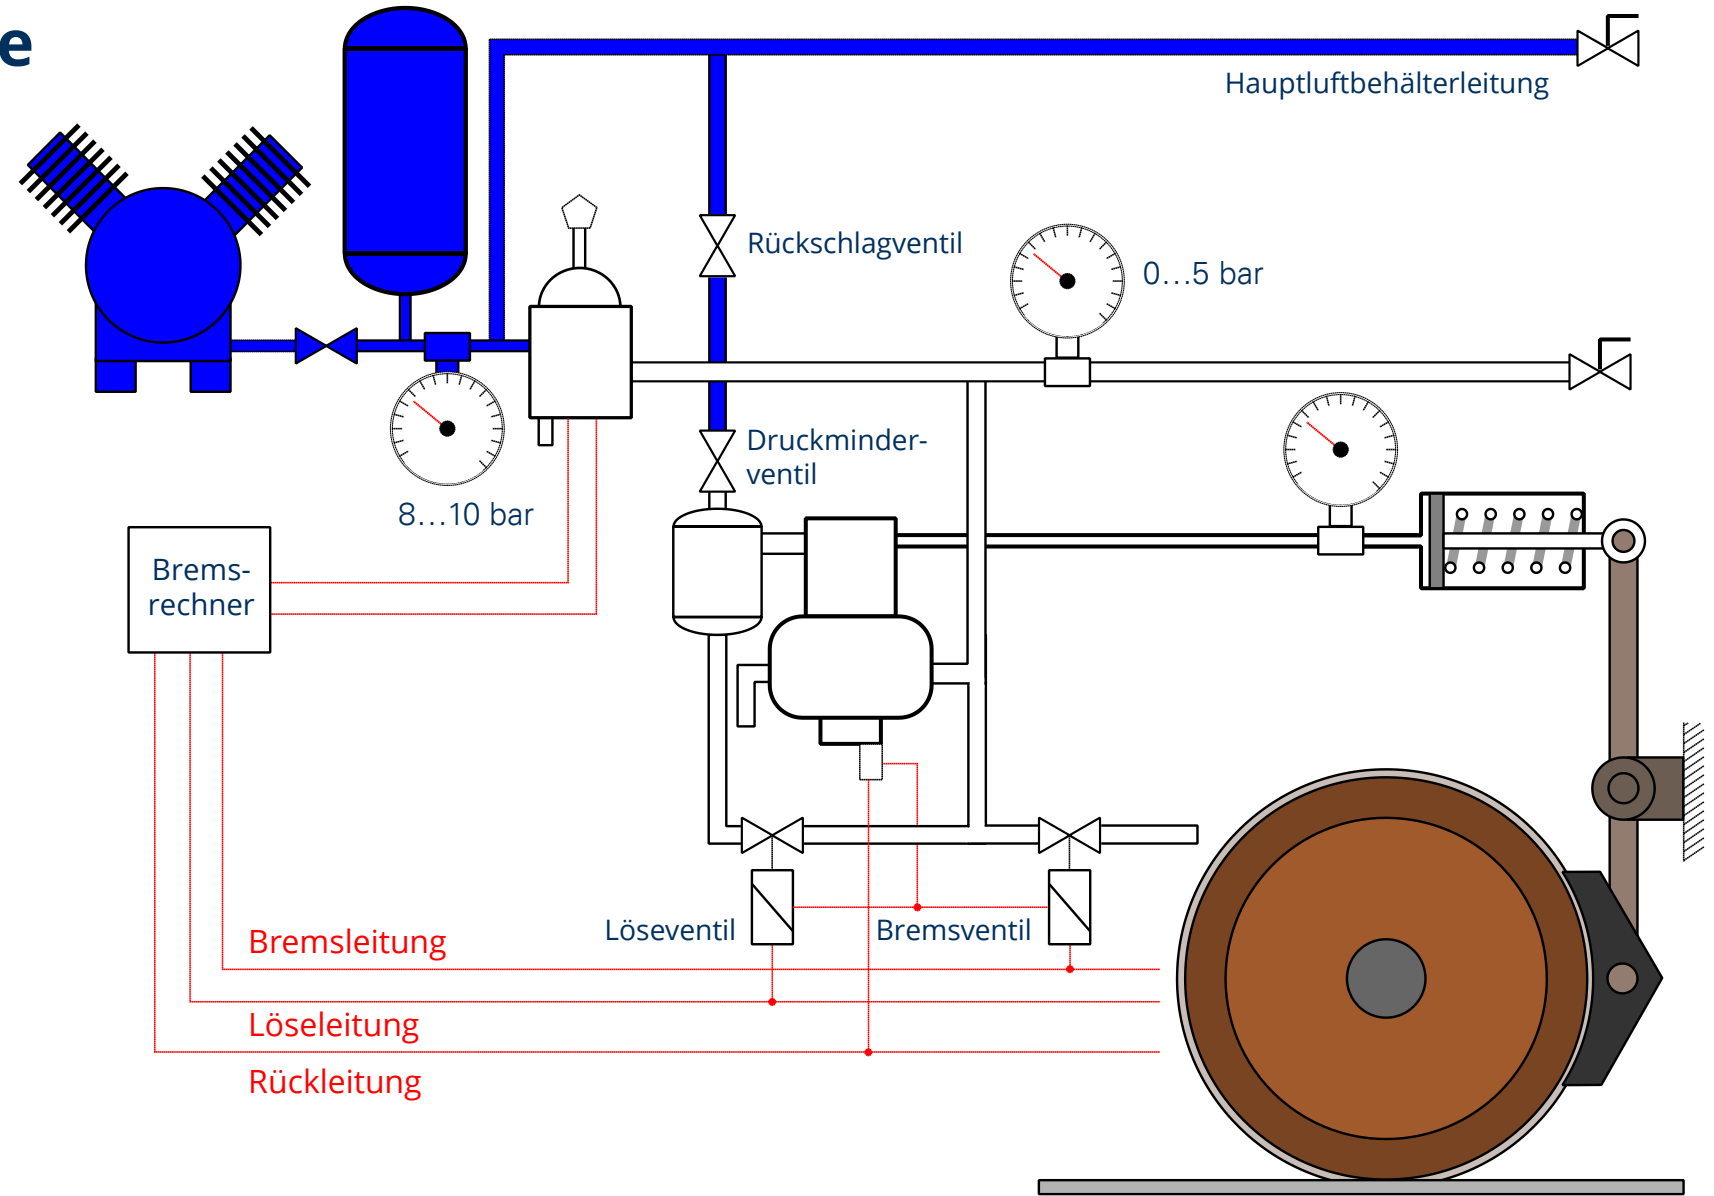 e
Hauptluftbehälterleitung
Rückschlagventil
0...5 bar
Druckminder-
ventil
8...10 bar
Brems-
rechner
Löseventil
Bremsventil
Bremsleitung
Löseleitung
Rückleitung